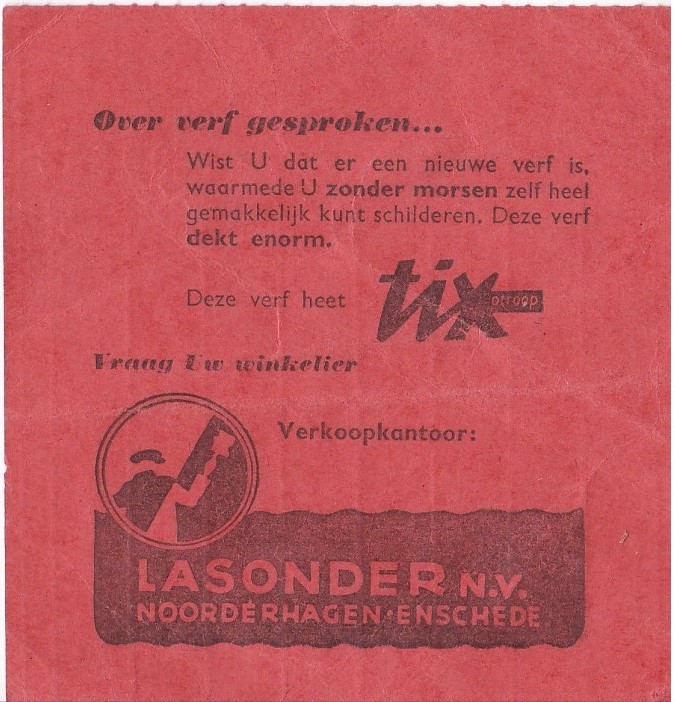 Over verf gesproken...
Wist U dat er een nieuwe verf is,
waarmede U zonder morsen zelf heel
gemakkelijk kunt schilderen. Deze verf
dekt enorm.
Deze verf heet tixotroop
Vraag Uw winkelier
Verkoopkantoor:
LASONDER N.V.
NOORDERHAGEN·ENSCHEDE